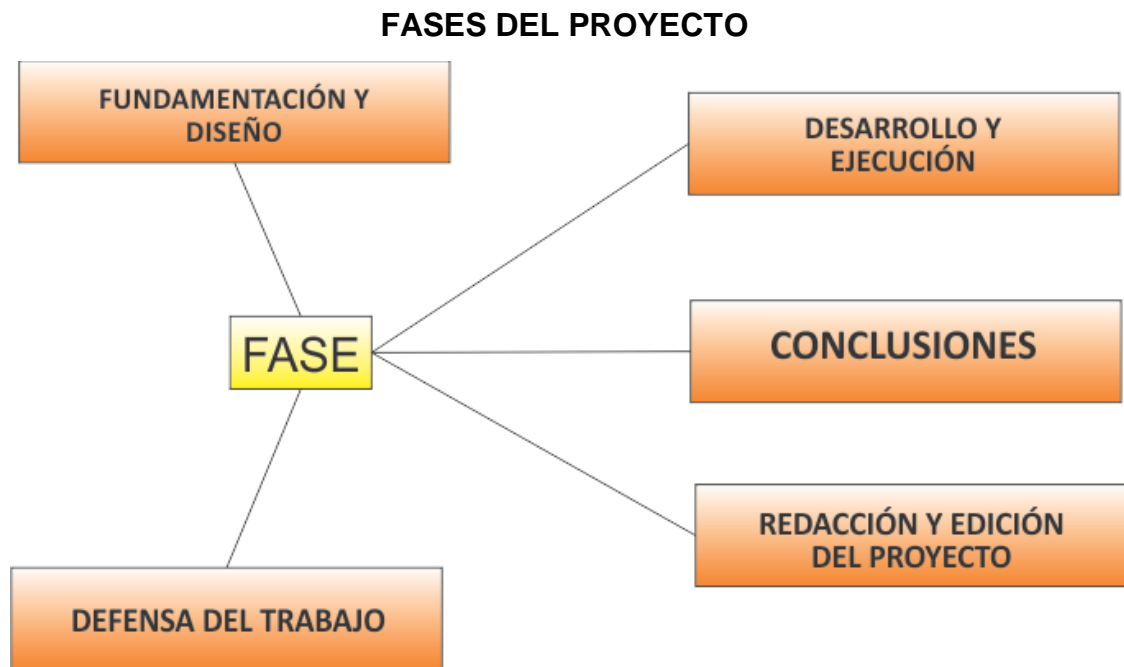 FASES DEL PROYECTO
FUNDAMENTACIÓN Y
DISEÑO
DESARROLLO Y
EJECUCIÓN
FASE
CONCLUSIONES
REDACCIÓN Y EDICIÓN
DEL PROYECTO
DEFENSA DEL TRABAJO